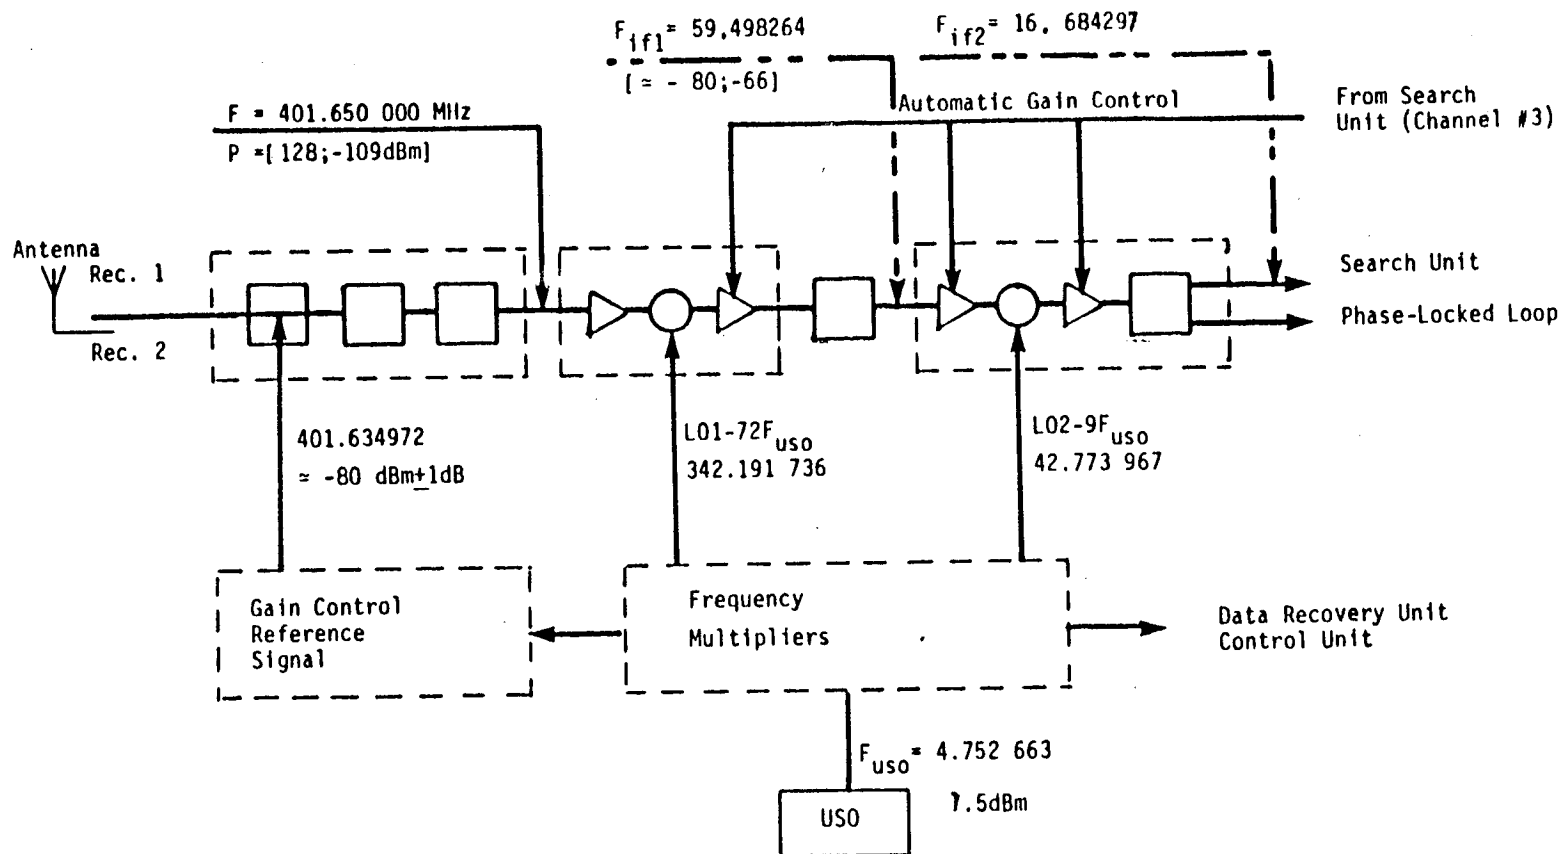 F_if1 = 59.498264
[ ≃ - 80;-66]
F_if2 = 16. 684297
F = 401.650 000 MHz
P =[ 128;-109dBm]
Automatic Gain Control
From Search
Unit (Channel #3)
Antenna
Rec. 1
Rec. 2
Search Unit
Phase-Locked Loop
401.634972
≃ -80 dBm±1dB
LO1-72F_uso
342.191 736
LO2-9F_uso
42.773 967
Gain Control
Reference
Signal
Frequency
Multipliers
Data Recovery Unit
Control Unit
F_uso = 4.752 663
7.5dBm
USO